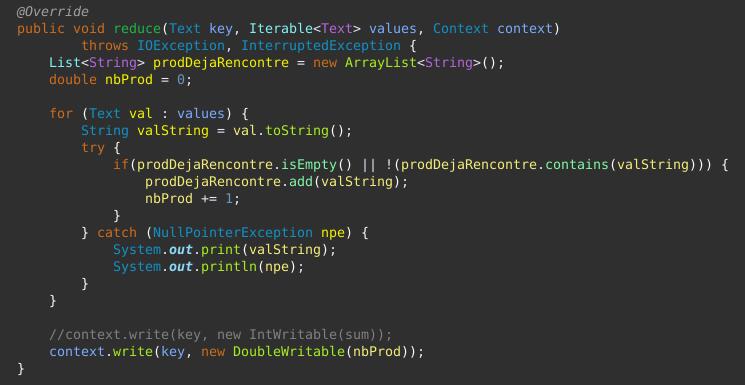 @Override
public void reduce(Text key, Iterable<Text> values, Context context)
        throws IOException, InterruptedException {
    List<String> prodDejaRencontre = new ArrayList<String>();
    double nbProd = 0;

    for (Text val : values) {
        String valString = val.toString();
        try {
            if(prodDejaRencontre.isEmpty() || !(prodDejaRencontre.contains(valString))) {
                prodDejaRencontre.add(valString);
                nbProd += 1;
            }
        } catch (NullPointerException npe) {
            System.out.print(valString);
            System.out.println(npe);
        }
    }

    //context.write(key, new IntWritable(sum));
    context.write(key, new DoubleWritable(nbProd));
}